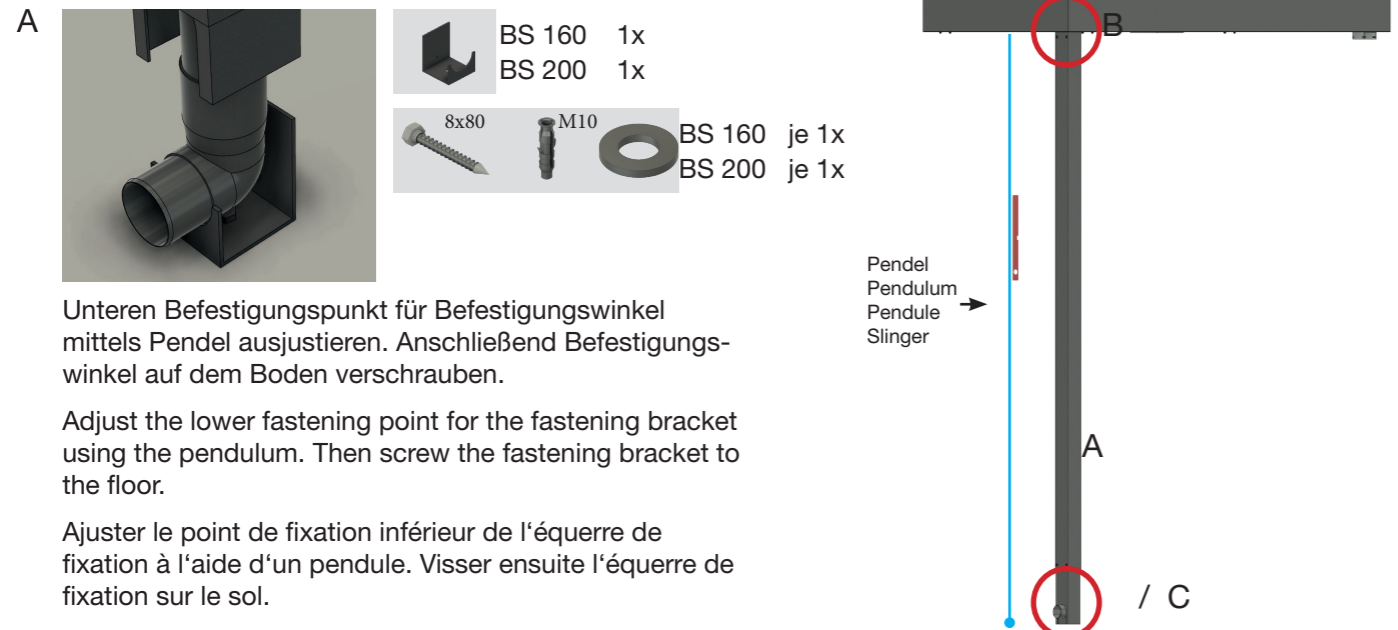 A
BS 160 1x
BS 200 1x
8x80
M10
BS 160 je 1x
BS 200 je 1x
Unteren Befestigungspunkt für Befestigungswinkel
mittels Pendel ausjustieren. Anschließend Befestigungs-
winkel auf dem Boden verschrauben.
Adjust the lower fastening point for the fastening bracket
using the pendulum. Then screw the fastening bracket to
the floor.
Ajuster le point de fixation inférieur de l‘équerre de
fixation à l‘aide d‘un pendule. Visser ensuite l‘équerre de
fixation sur le sol.
B
Pendel
Pendulum
Pendule
Slinger
A
/ C